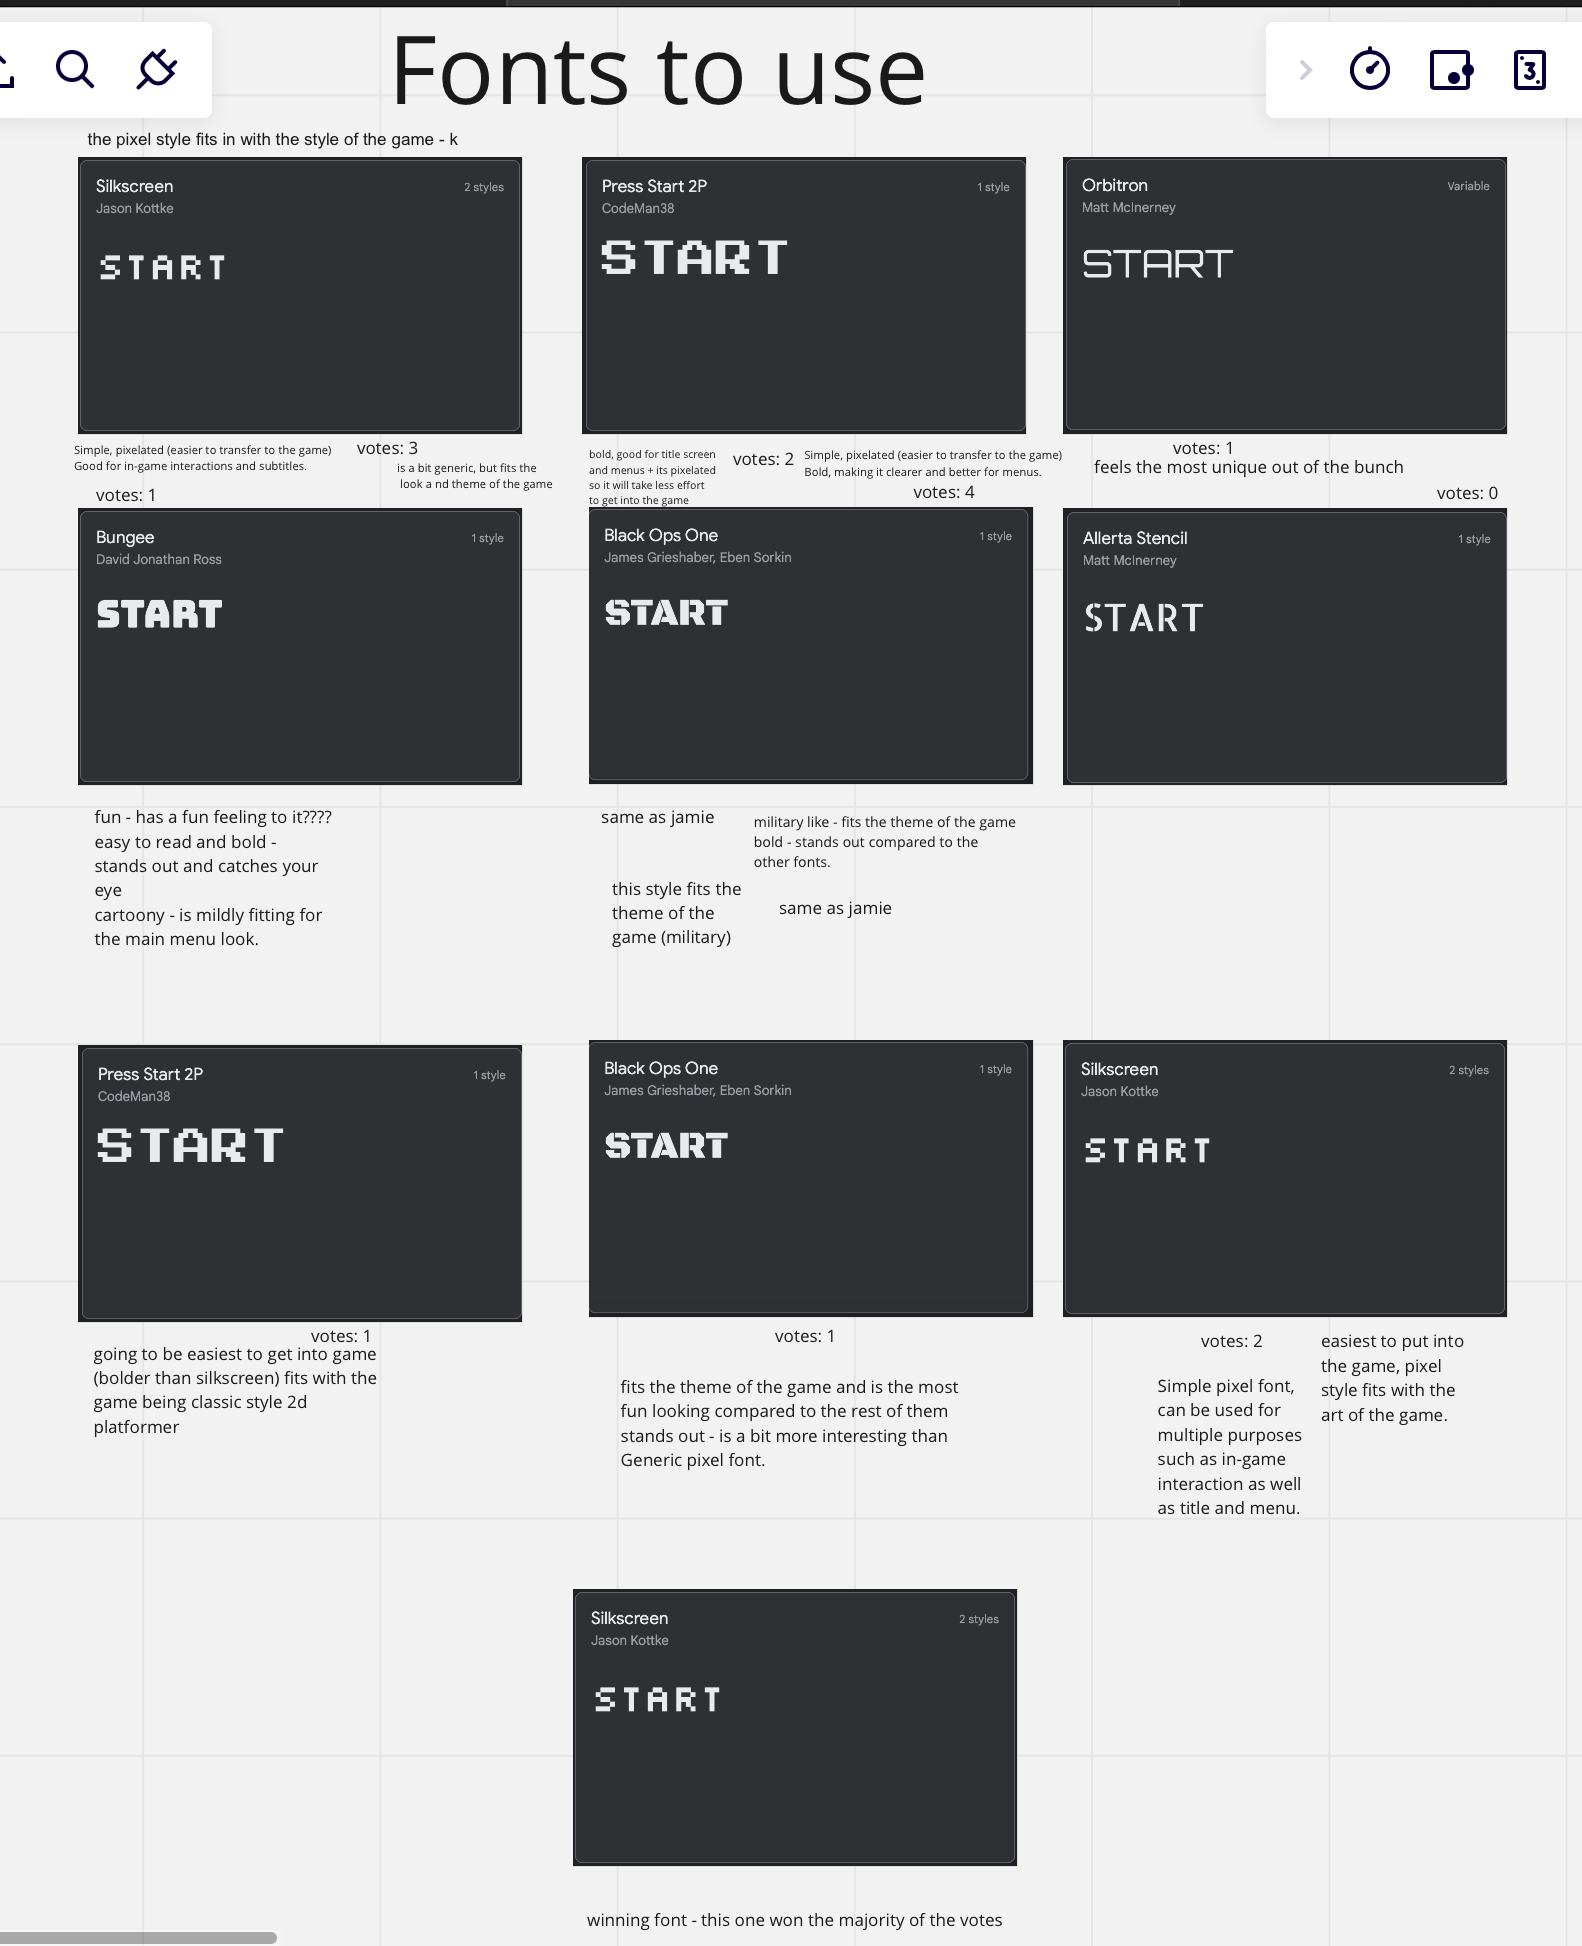 Fonts to use
3
the pixel style fits in with the style of the game - k
Silkscreen
2 styles
Jason Kottke
START
Press Start 2P
1 style
CodeMan38
START
Orbitron
Variable
Matt McInerney
START
Simple, pixelated (easier to transfer to the game)
Good for in-game interactions and subtitles.
votes: 3
is a bit generic, but fits the
look a nd theme of the game
bold, good for title screen
and menus + its pixelated
so it will take less effort
to get into the game
votes: 2
Simple, pixelated (easier to transfer to the game)
Bold, making it clearer and better for menus.
votes: 1
feels the most unique out of the bunch
votes: 1
Bungee
1 style
David Jonathan Ross
START
votes: 4
Black Ops One
1 style
James Grieshaber, Eben Sorkin
START
votes: 0
Allerta Stencil
1 style
Matt McInerney
START
fun - has a fun feeling to it????
easy to read and bold -
stands out and catches your
eye
cartoony - is mildly fitting for
the main menu look.
same as jamie
military like - fits the theme of the game
bold - stands out compared to the
other fonts.
this style fits the
theme of the
game (military)
same as jamie
Press Start 2P
1 style
CodeMan38
START
Black Ops One
1 style
James Grieshaber, Eben Sorkin
START
Silkscreen
2 styles
Jason Kottke
START
votes: 1
going to be easiest to get into game
(bolder than silkscreen) fits with the
game being classic style 2d
platformer
votes: 1
fits the theme of the game and is the most
fun looking compared to the rest of them
stands out - is a bit more interesting than
Generic pixel font.
votes: 2
Simple pixel font,
can be used for
multiple purposes
such as in-game
interaction as well
as title and menu.
easiest to put into
the game, pixel
style fits with the
art of the game.
Silkscreen
2 styles
Jason Kottke
START
winning font - this one won the majority of the votes